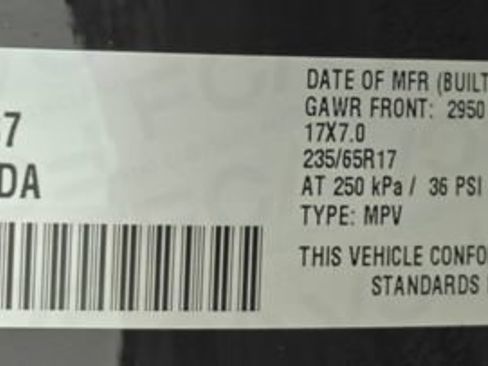 DATE OF MFR (BUILT
GAWR FRONT: 2950
17X7.0
7
235/65R17
DA
AT 250 kPa / 36 PSI
TYPE: MPV
THIS VEHICLE CONFO
STANDARDS